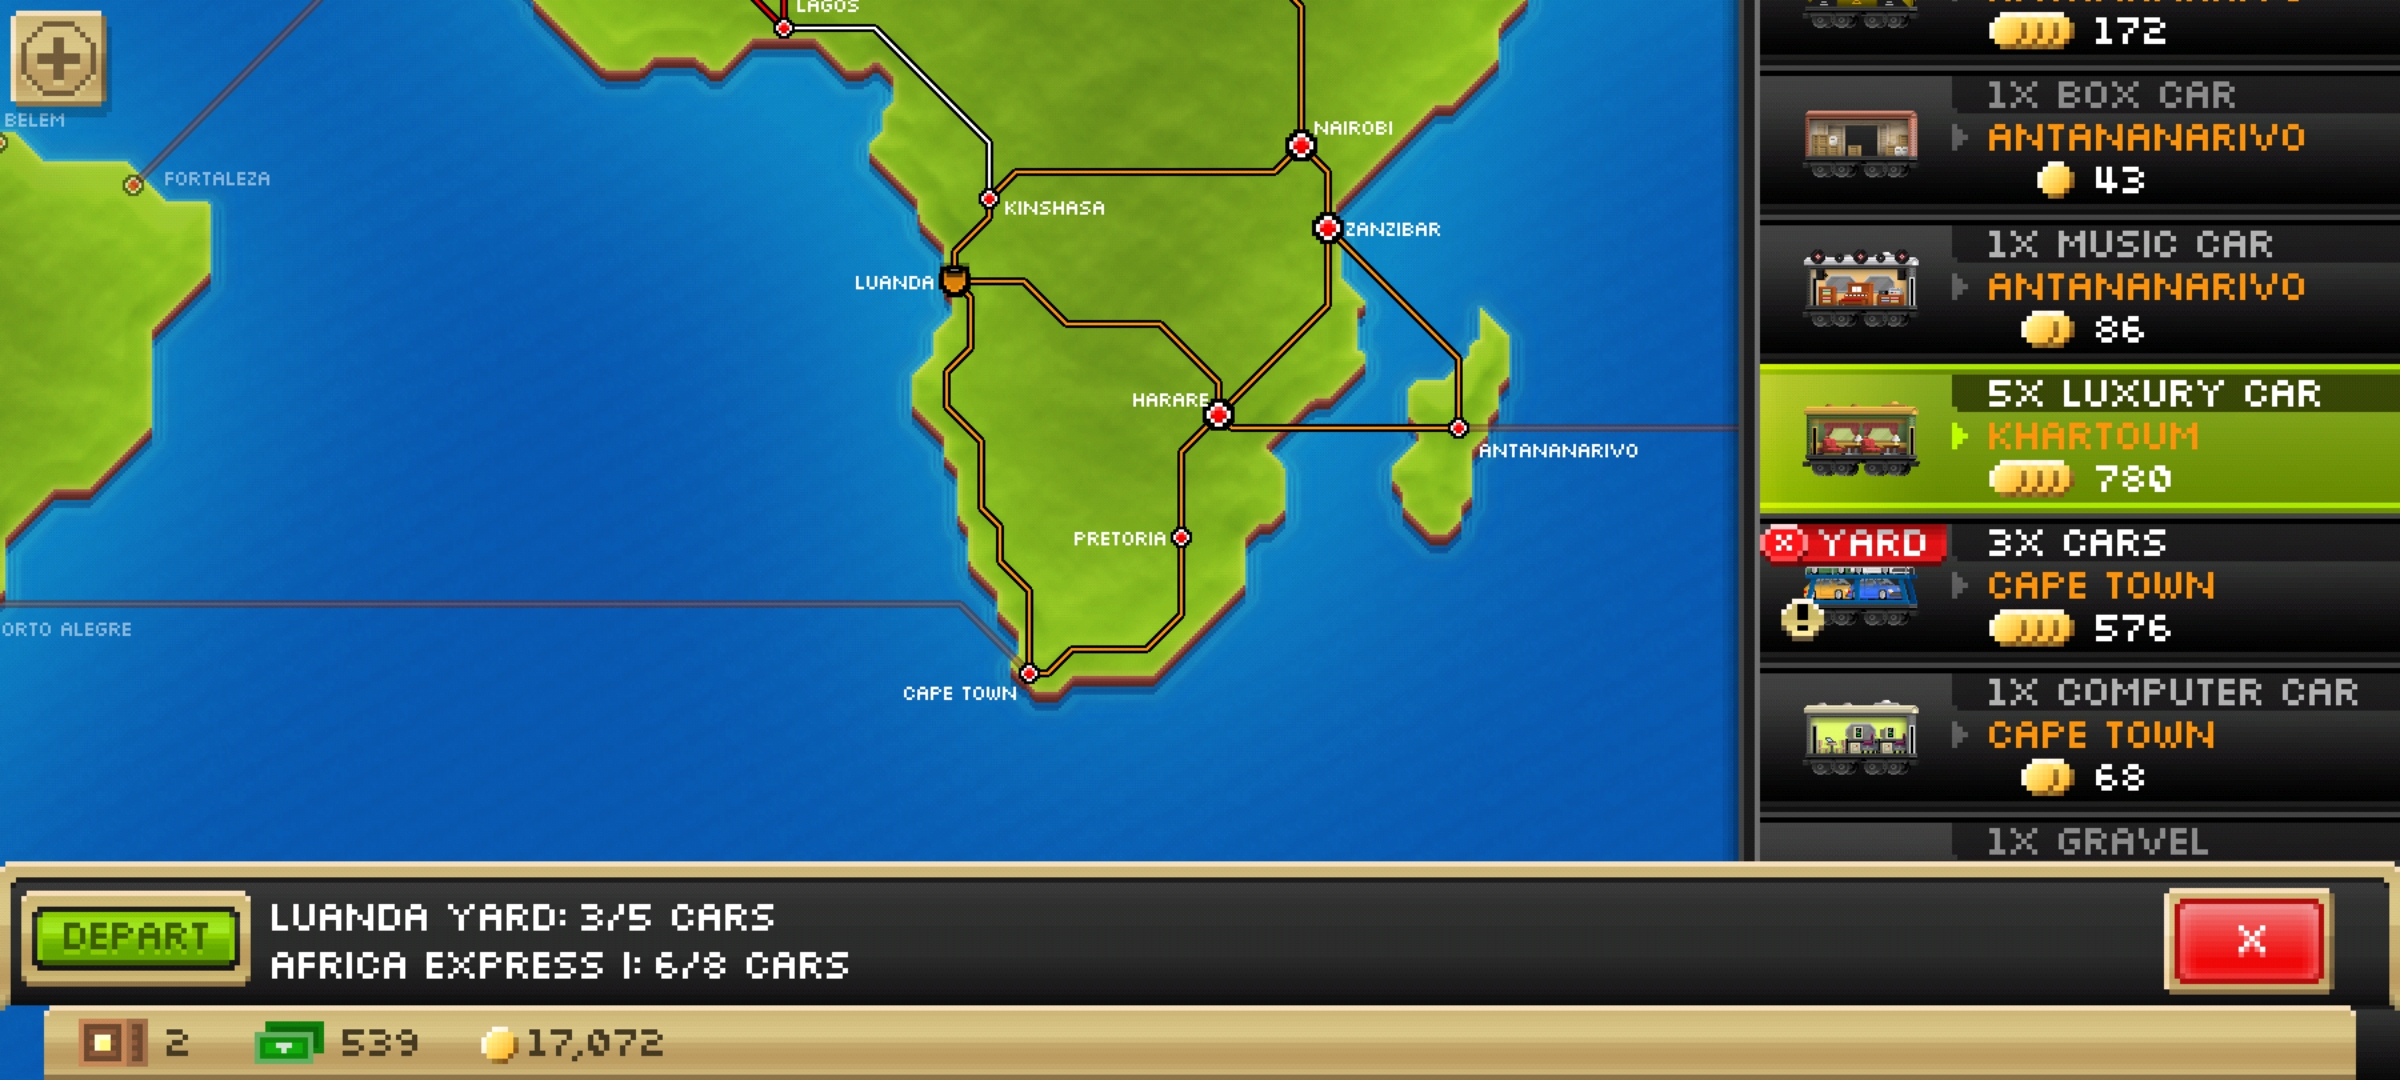 LAGOS
BELEM
FORTALEZA
NAIROBI
KINSHASA
ZANZIBAR
LUANDA
HARARE
ANTANANARIVO
PRETORIA
ORTO ALEGRE
CAPE TOWN
172
1X BOX CAR
ANTANANARIVO
43
1X MUSIC CAR
ANTANANARIVO
86
5X LUXURY CAR
KHARTOUM
780
X YARD
3X CARS
!
CAPE TOWN
576
1X COMPUTER CAR
CAPE TOWN
68
1X GRAVEL
DEPART
LUANDA YARD: 3/5 CARS
AFRICA EXPRESS I: 6/8 CARS
X
2
539
17,072